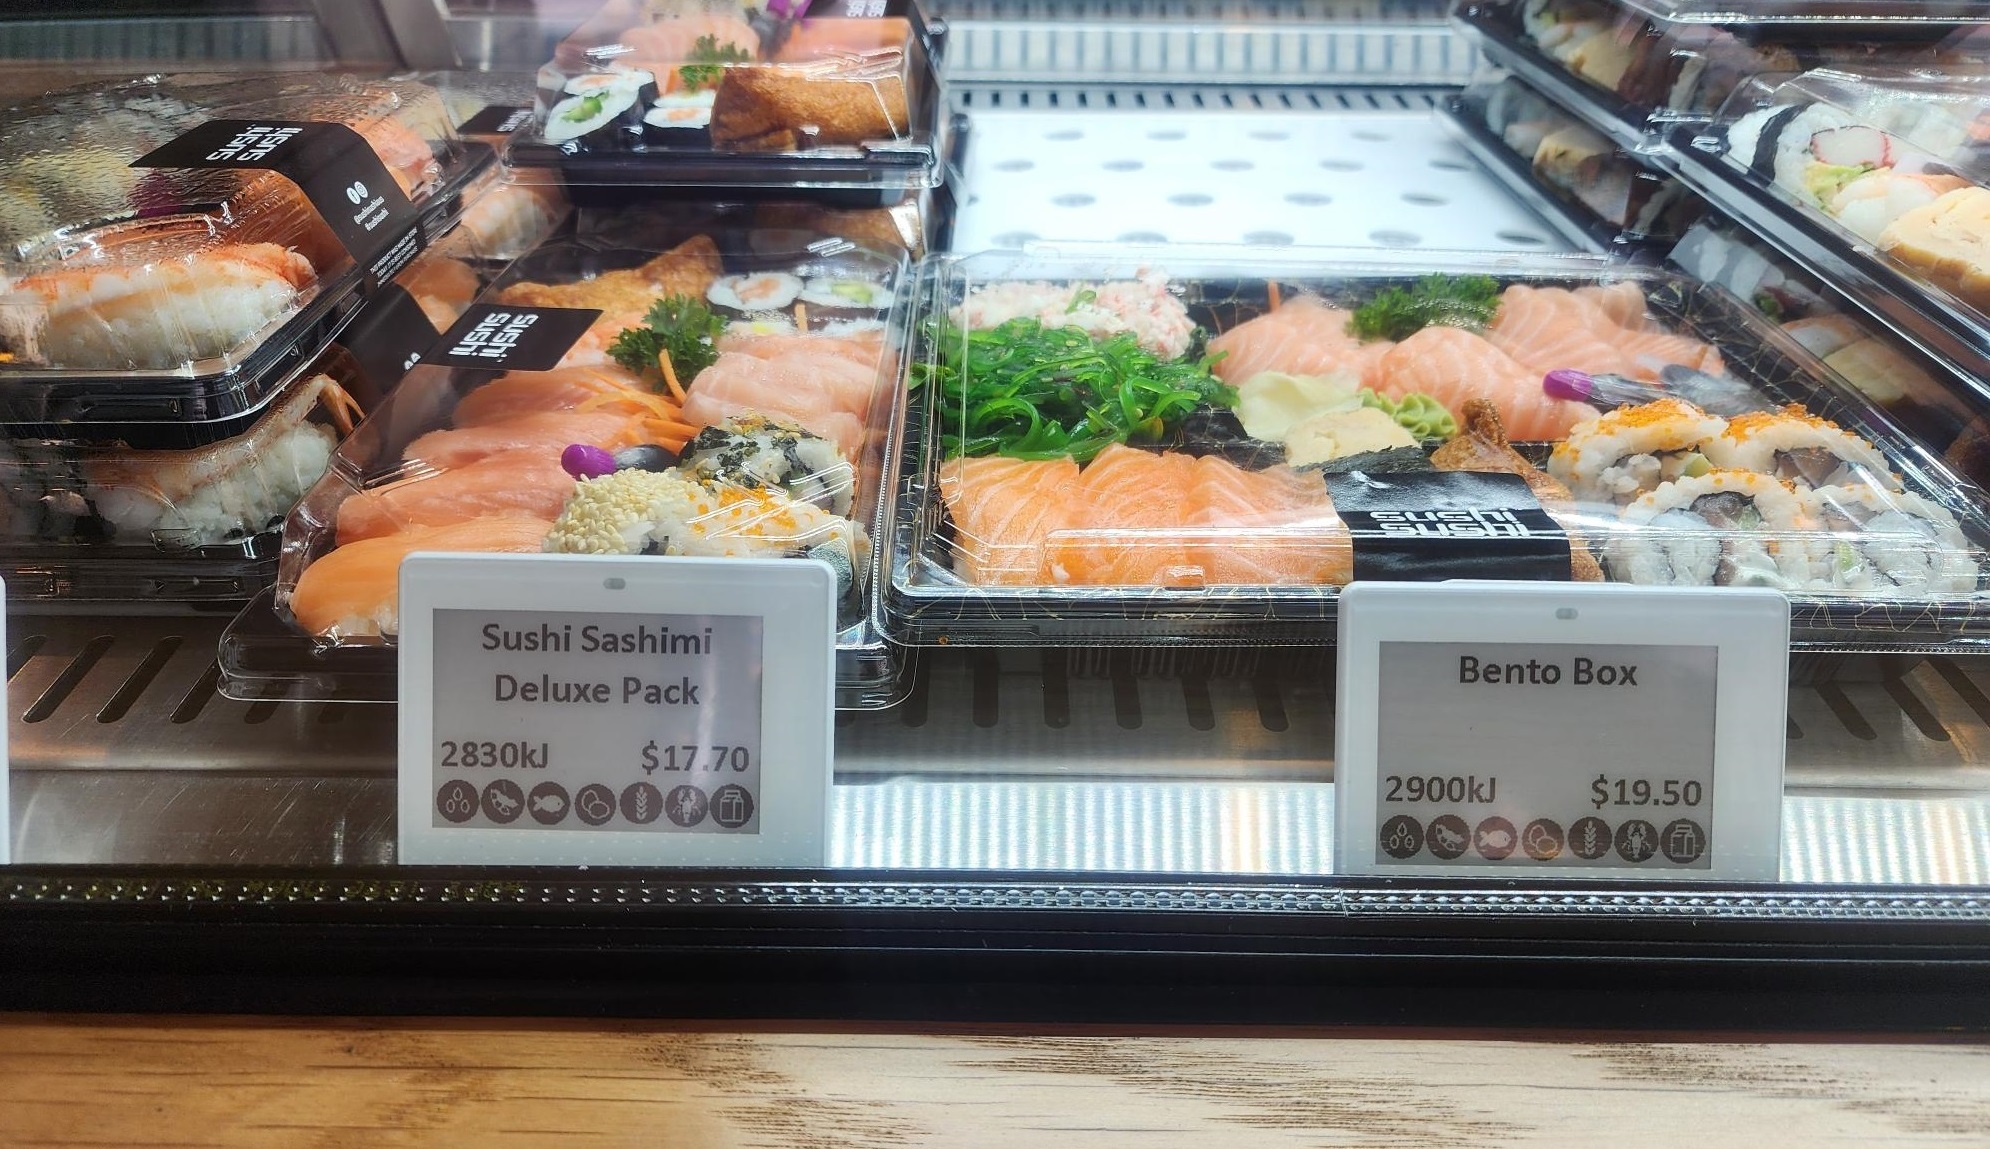 sushi
sushi
sushi
sushi
sushi
sushi
Sushi Sashimi
Deluxe Pack
2830kJ $17.70
Bento Box
2900kJ $19.50